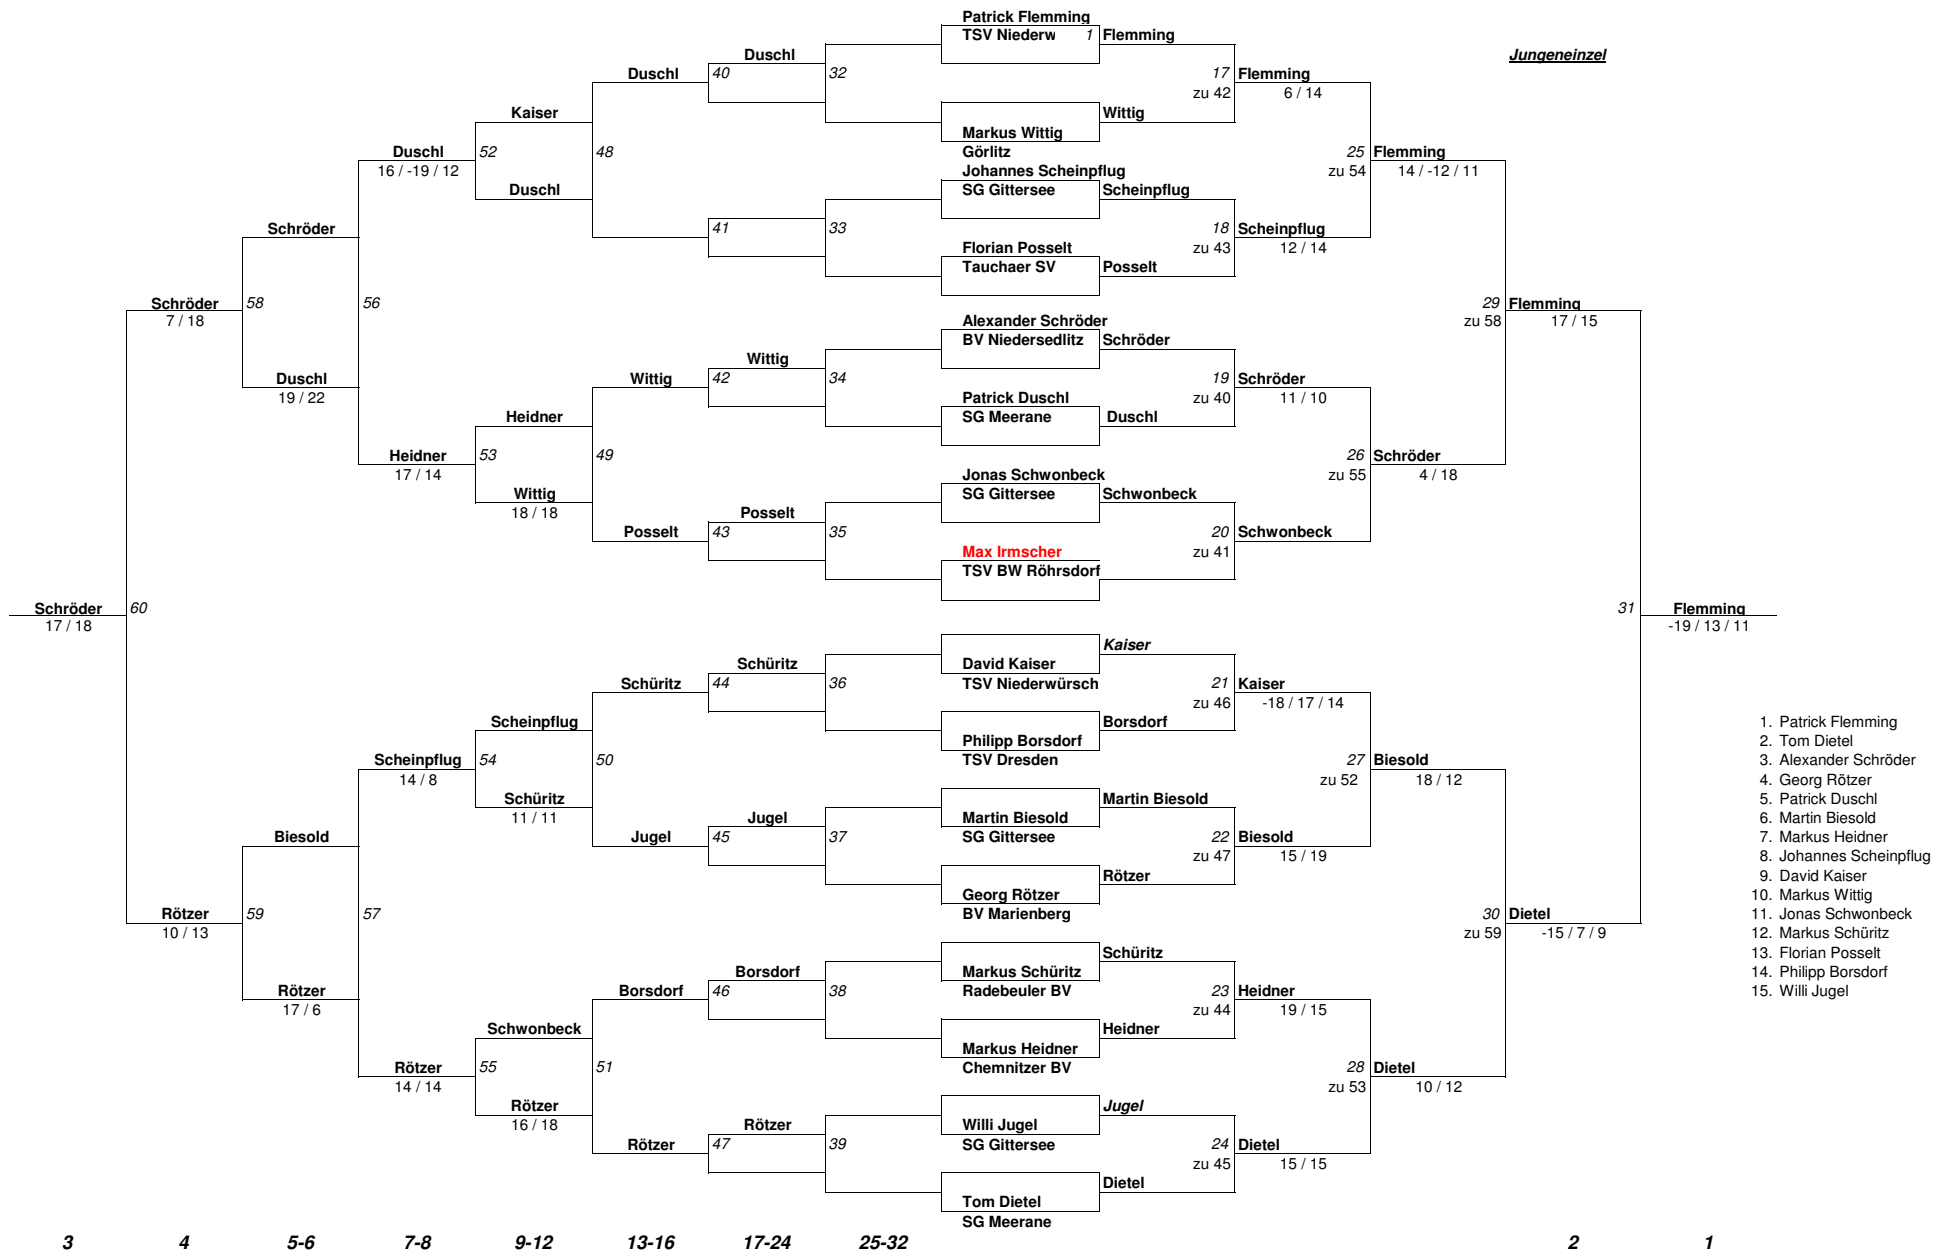 Patrick Flemming
TSV Niederw 1 Flemming
Jungeneinzel
Duschl
Duschl 40 32 17 Flemming
zu 42 6 / 14
Kaiser Wittig
Markus Wittig
Duschl 52 48 Görlitz 25 Flemming
16 / -19 / 12 Johannes Scheinpflug zu 54 14 / -12 / 11
Duschl SG Gittersee Scheinpflug
Schröder 41 33 18 Scheinpflug
Florian Posselt zu 43 12 / 14
Tauchaer SV Posselt
Schröder 58 56 29 Flemming
7 / 18 Alexander Schröder zu 58 17 / 15
BV Niedersedlitz Schröder
Wittig
Duschl Wittig 42 34 19 Schröder
19 / 22 Patrick Duschl zu 40 11 / 10
Heidner SG Meerane Duschl
Heidner 53 49 26 Schröder
17 / 14 Jonas Schwonbeck zu 55 4 / 18
Wittig SG Gittersee Schwonbeck
18 / 18 Posselt
Posselt 43 35 20 Schwonbeck
Max Irmscher zu 41
TSV BW Röhrsdorf
Schröder 60 31 Flemming
17 / 18 -19 / 13 / 11
Kaiser
Schüritz David Kaiser
Schüritz 44 36 TSV Niederwürsch 21 Kaiser
zu 46 -18 / 17 / 14
Scheinpflug Borsdorf
1. Patrick Flemming
Philipp Borsdorf
2. Tom Dietel
Scheinpflug 54 50 TSV Dresden 27 Biesold
3. Alexander Schröder
14 / 8 zu 52 18 / 12
4. Georg Rötzer
Schüritz Martin Biesold
5. Patrick Duschl
11 / 11 Jugel Martin Biesold
6. Martin Biesold
Biesold Jugel 45 37 SG Gittersee 22 Biesold
7. Markus Heidner
zu 47 15 / 19
8. Johannes Scheinpflug
Rötzer
9. David Kaiser
Georg Rötzer
10. Markus Wittig
Rötzer 59 57 BV Marienberg 30 Dietel
11. Jonas Schwonbeck
10 / 13 zu 59 -15 / 7 / 9
12. Markus Schüritz
Schüritz
13. Florian Posselt
Borsdorf Markus Schüritz
14. Philipp Borsdorf
Rötzer Borsdorf 46 38 Radebeuler BV 23 Heidner
15. Willi Jugel
17 / 6 zu 44 19 / 15
Schwonbeck Heidner
Markus Heidner
Rötzer 55 51 Chemnitzer BV 28 Dietel
14 / 14 zu 53 10 / 12
Rötzer Jugel
16 / 18 Rötzer Willi Jugel
Rötzer 47 39 SG Gittersee 24 Dietel
zu 45 15 / 15
Dietel
Tom Dietel
SG Meerane
3 4 5-6 7-8 9-12 13-16 17-24 25-32 2 1